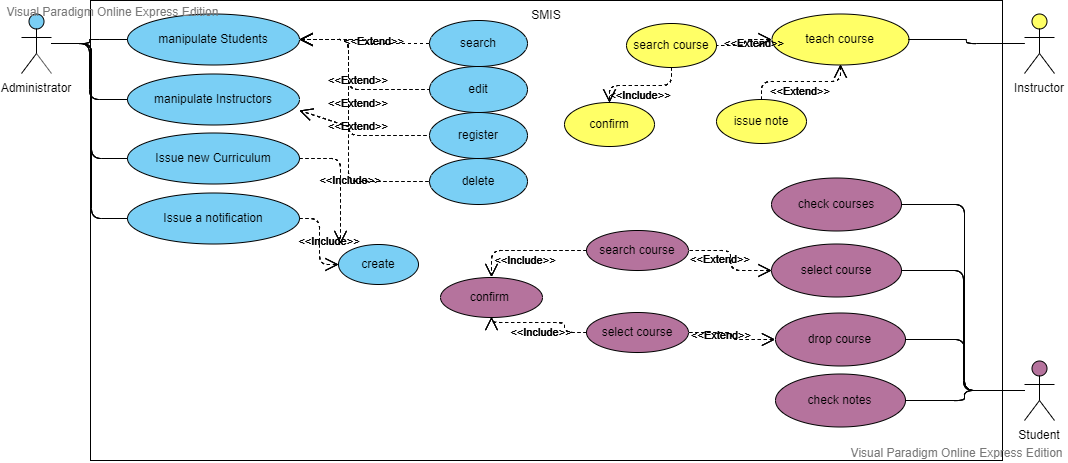 Visual Paradigm Online Express Edition
SMIS
Administrator
Instructor
Student
manipulate Students
manipulate Instructors
Issue new Curriculum
Issue a notification
search
edit
register
delete
create
<<Extend>>
<<Extend>>
<<Extend>>
<<Extend>>
<<Include>>
<<Include>>
search course
teach course
confirm
issue note
<<Extend>>
<<Include>>
<<Extend>>
check courses
search course
select course
confirm
select course
drop course
check notes
<<Include>>
<<Extend>>
<<Include>>
<<Extend>>
Visual Paradigm Online Express Edition